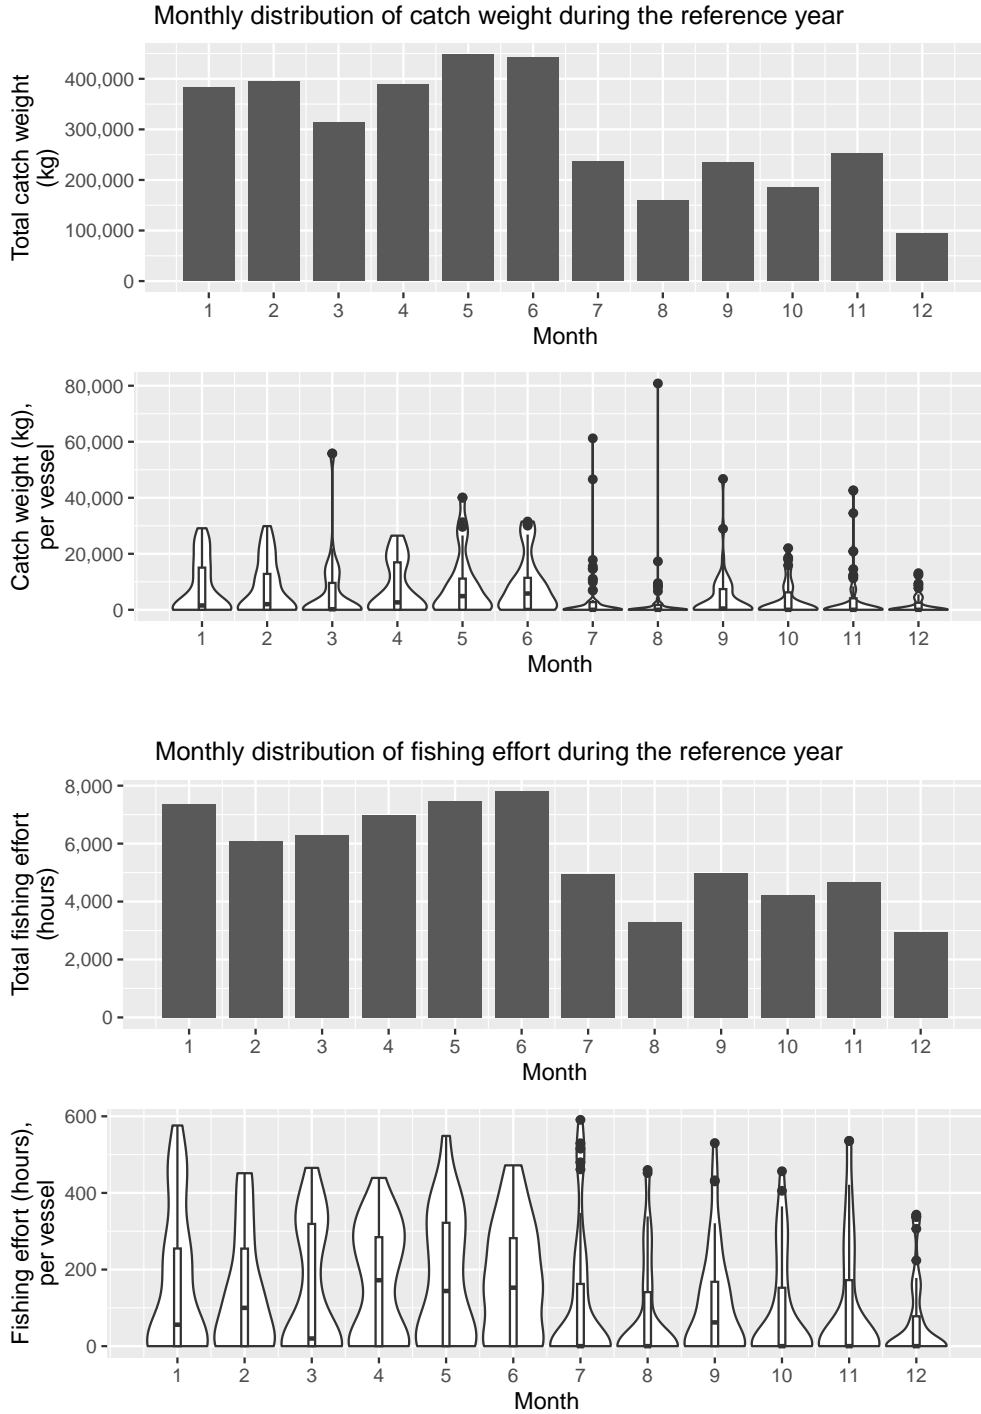 Monthly distribution of catch weight during the reference year
Total catch weight
(kg)
400,000
300,000
200,000
100,000
0
1 2 3 4 5 6 7 8 9 10 11 12
Month
Catch weight (kg),
per vessel
80,000
60,000
40,000
20,000
0
1 2 3 4 5 6 7 8 9 10 11 12
Month
Monthly distribution of fishing effort during the reference year
Total fishing effort
(hours)
8,000
6,000
4,000
2,000
0
1 2 3 4 5 6 7 8 9 10 11 12
Month
Fishing effort (hours),
per vessel
600
400
200
0
1 2 3 4 5 6 7 8 9 10 11 12
Month